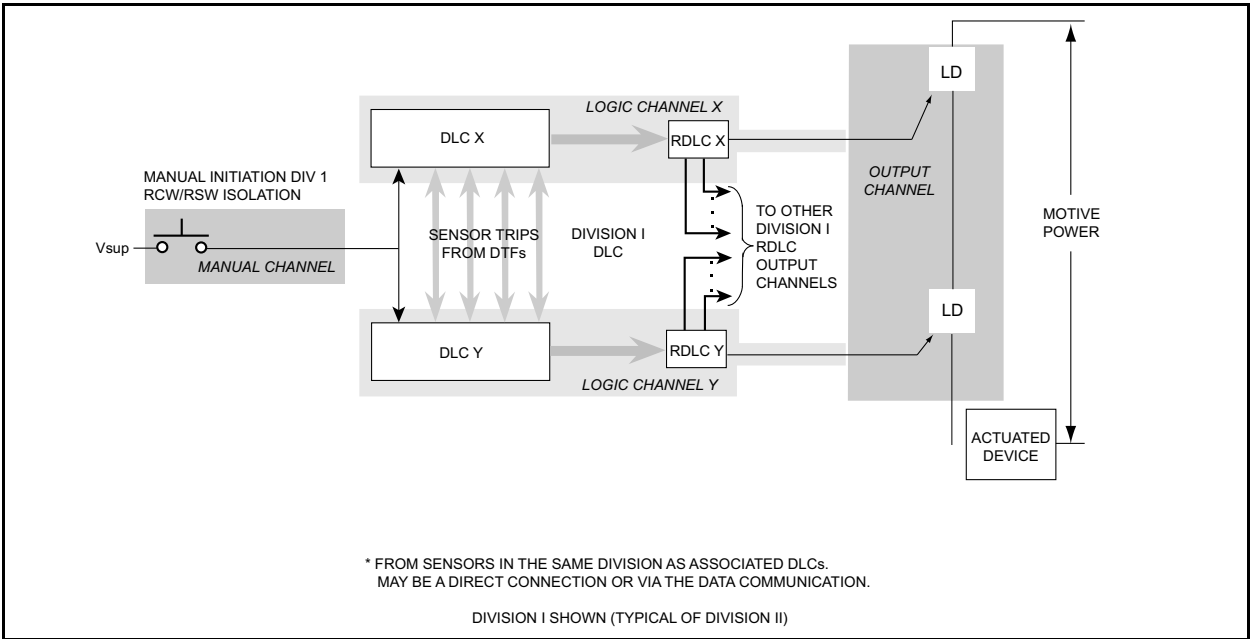 LD
LOGIC CHANNEL X
DLC X
RDLC X
MANUAL INITIATION DIV 1
RCW/RSW ISOLATION
OUTPUT
CHANNEL
MOTIVE
POWER
Vsup
MANUAL CHANNEL
SENSOR TRIPS
FROM DTFs
DIVISION I
DLC
TO OTHER
DIVISION I
RDLC
OUTPUT
CHANNELS
LD
DLC Y
RDLC Y
LOGIC CHANNEL Y
ACTUATED
DEVICE
* FROM SENSORS IN THE SAME DIVISION AS ASSOCIATED DLCs.
MAY BE A DIRECT CONNECTION OR VIA THE DATA COMMUNICATION.
DIVISION I SHOWN (TYPICAL OF DIVISION II)